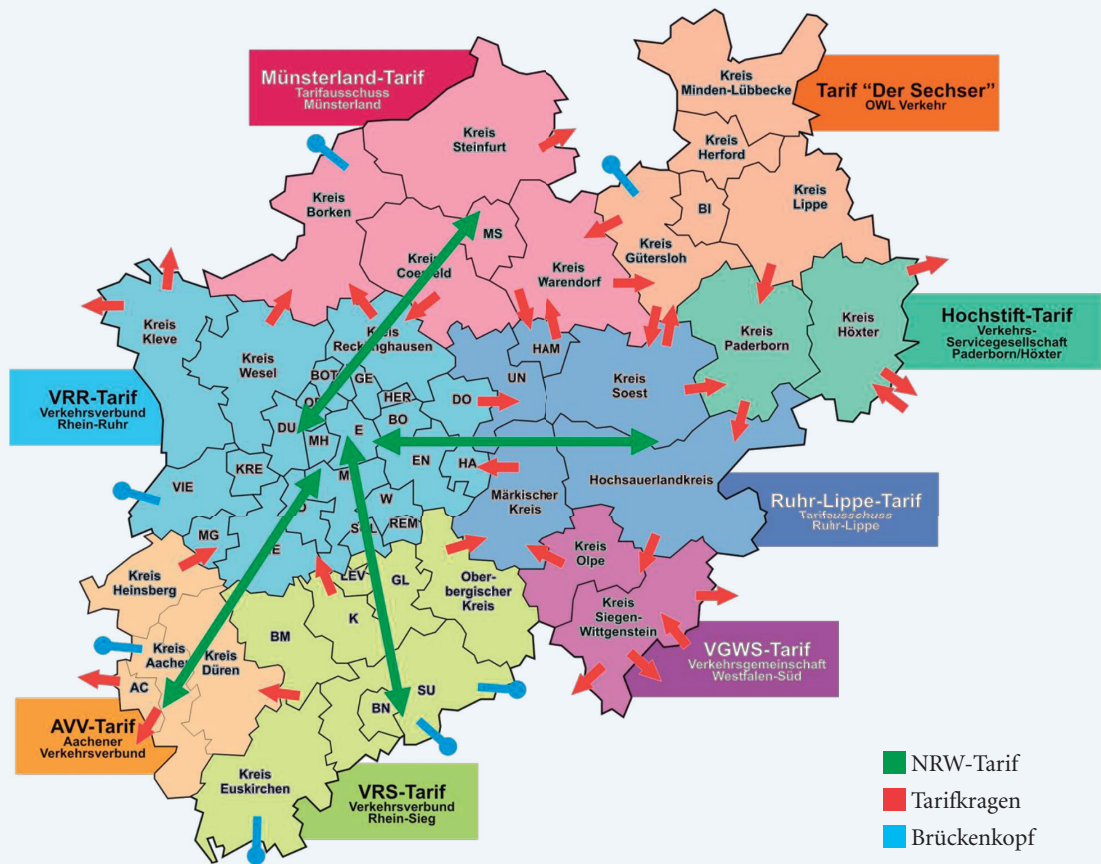 Münsterland-Tarif
Tarifausschuss
Münsterland
Kreis
Minden-Lübbecke
Tarif "Der Sechser"
OWL Verkehr
Kreis
Steinfurt
Kreis
Herford
Kreis
Borken
BI
Kreis
Lippe
MS
Kreis
Coesfeld
Kreis
Warendorf
Kreis
Gütersloh
Kreis
Kleve
Kreis
Recklinghausen
Kreis
Paderborn
Kreis
Höxter
Hochstift-Tarif
Verkehrs-
Servicegesellschaft
Paderborn/Höxter
Kreis
Wesel
HAM
UN
Kreis
Soest
BOT
GE
HER
DO
VRR-Tarif
Verkehrsverbund
Rhein-Ruhr
DU
MH
E
BO
EN
HA
KRE
VIE
W
Märkischer
Kreis
Hochsauerlandkreis
Ruhr-Lippe-Tarif
Tarifausschuss
Ruhr-Lippe
MG
REM
Kreis
Olpe
Kreis
Heinsberg
LEV
GL
Ober-
bergischer
Kreis
Kreis
Siegen-
Wittgenstein
K
BM
VGWS-Tarif
Verkehrsgemeinschaft
Westfalen-Süd
Kreis
Aachen
Kreis
Düren
AC
SU
BN
AVV-Tarif
Aachener
Verkehrsverbund
Kreis
Euskirchen
VRS-Tarif
Verkehrsverbund
Rhein-Sieg
NRW-Tarif
Tarifkragen
Brückenkopf